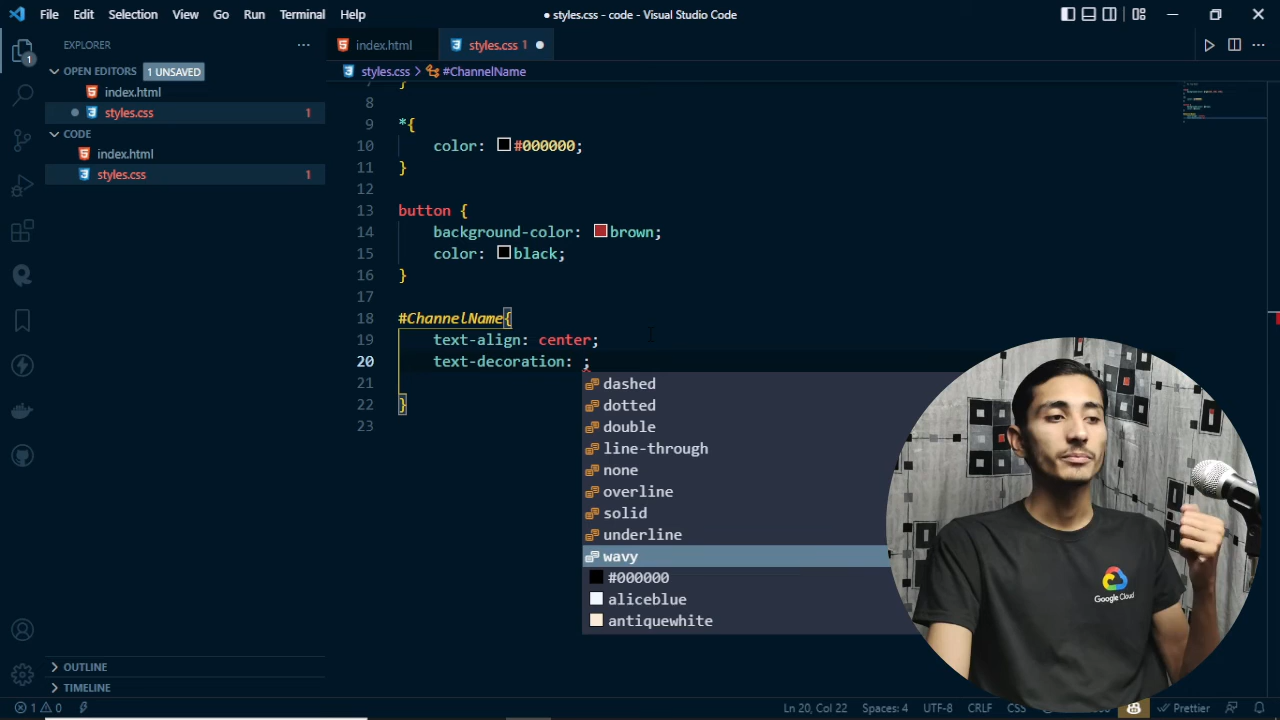 File Edit Selection View Go Run Terminal Help ● styles.css - code - Visual Studio Code
EXPLORER ···
index.html styles.css 1 ●
OPEN EDITORS 1 UNSAVED
styles.css > #ChannelName
index.html
styles.css 1
CODE
index.html
styles.css 1
7 }
8
9 *{
10 color: #000000;
11 }
12
13 button {
14 background-color: brown;
15 color: black;
16 }
17
18 #ChannelName{
19 text-align: center;
20 text-decoration: ;
21
22 }
23
dashed
dotted
double
line-through
none
overline
solid
underline
wavy
#000000
aliceblue
antiquewhite
Google Cloud
OUTLINE
TIMELINE
1 0 Ln 20, Col 22 Spaces: 4 UTF-8 CRLF CSS Prettier